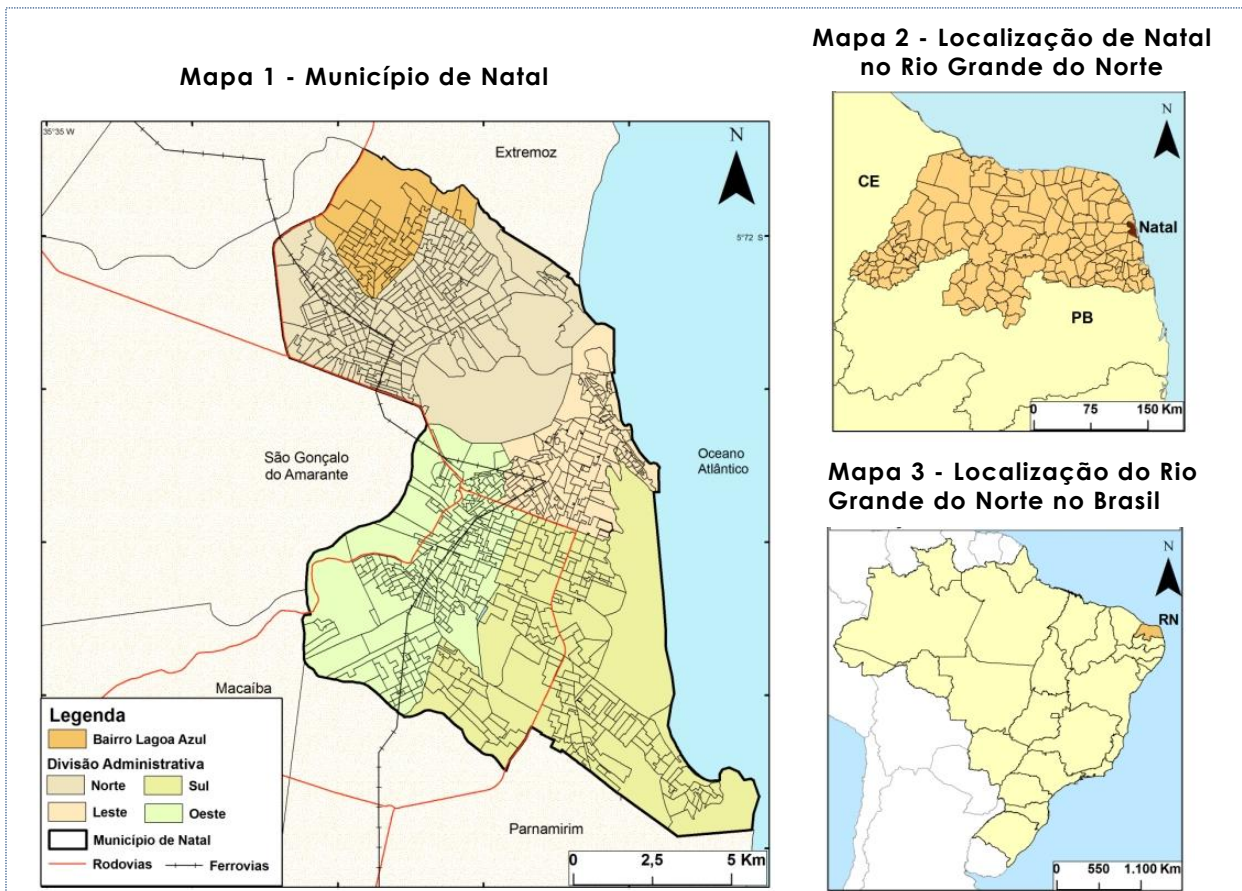 Mapa 1 - Município de Natal
35°35 W
N
Extremoz
5°72 S
São Gonçalo
do Amarante
Oceano
Atlântico
Macaíba
Parnamirim
Legenda
Bairro Lagoa Azul
Divisão Administrativa
Norte
Sul
Leste
Oeste
Município de Natal
Rodovias
Ferrovias
0 2,5 5 Km
Mapa 2 - Localização de Natal
no Rio Grande do Norte
N
CE
Natal
PB
0 75 150 Km
Mapa 3 - Localização do Rio
Grande do Norte no Brasil
N
RN
0 550 1.100 Km